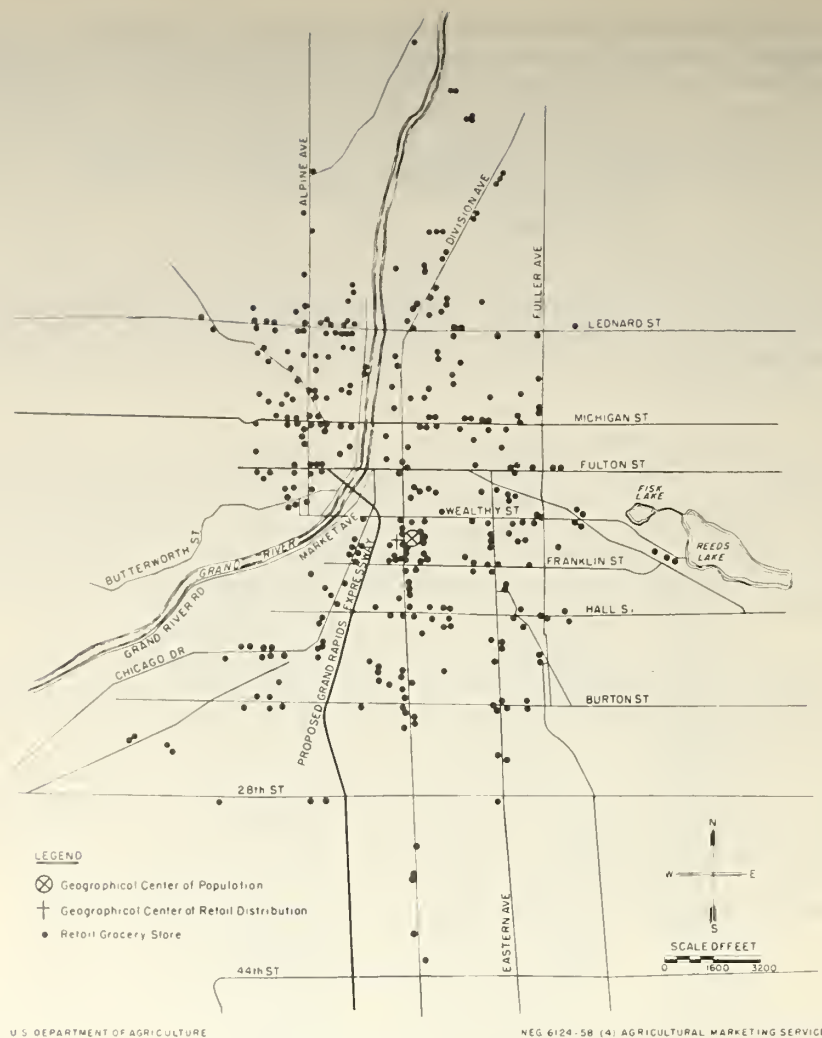 ALPINE AVE
DIVISION AVE
FULLER AVE
LEONARD ST
MICHIGAN ST
FULTON ST
FISK
LAKE
WEALTHY ST
REEDS
LAKE
BUTTERWORTH ST
GRAND RIVER
MARKET AVE
FRANKLIN ST
GRAND RIVER RD
HALL ST
CHICAGO DR
PROPOSED GRAND RAPIDS EXPRESSWAY
BURTON ST
28th ST
N
W E
S
LEGEND
Geographical Center of Population
Geographical Center of Retail Distribution
Retail Grocery Store
EASTERN AVE
SCALE OF FEET
0 1600 3200
44th ST
U.S. DEPARTMENT OF AGRICULTURE
NEG. 6124-58 (4) AGRICULTURAL MARKETING SERVICE